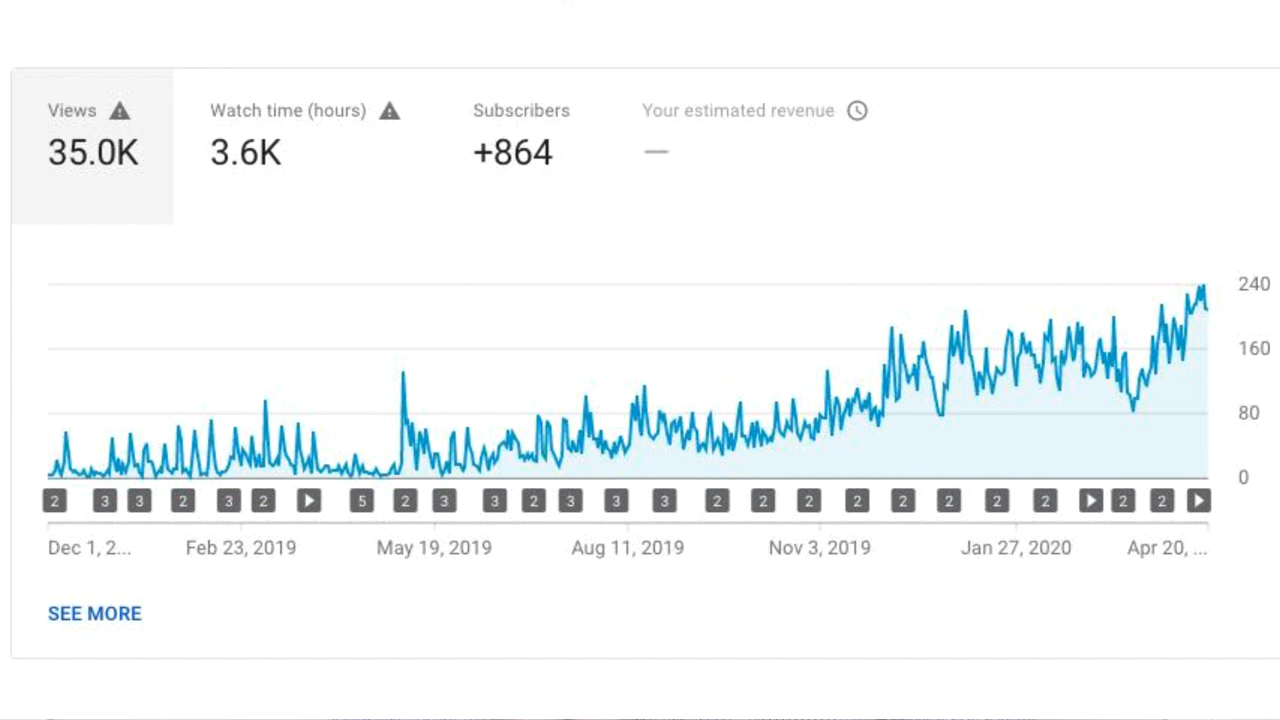 Views Watch time (hours) Subscribers Your estimated revenue
35.0K 3.6K +864 —
240
160
80
0
2 3 3 2 3 2 5 2 3 3 2 3 3 3 2 2 2 2 2 2 2 2 2 2
Dec 1, 2... Feb 23, 2019 May 19, 2019 Aug 11, 2019 Nov 3, 2019 Jan 27, 2020 Apr 20, ...
SEE MORE